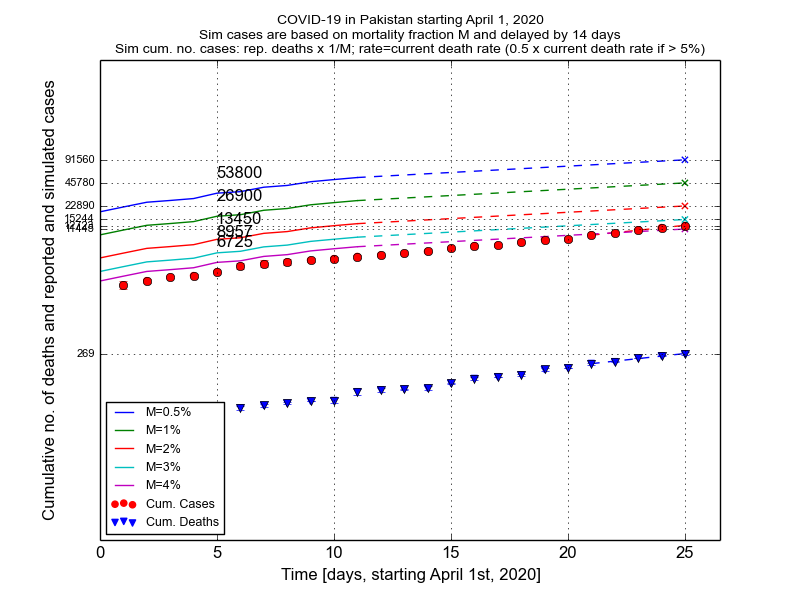 COVID-19 in Pakistan starting April 1, 2020
Sim cases are based on mortality fraction M and delayed by 14 days
Sim cum. no. cases: rep. deaths x 1/M; rate=current death rate (0.5 x current death rate if > 5%)
Cumulative no. of deaths and reported and simulated cases
91560
45780
22890
15244
269
53800
26900
13450
8957
6725
M=0.5%
M=1%
M=2%
M=3%
M=4%
Cum. Cases
Cum. Deaths
0 5 10 15 20 25
Time [days, starting April 1st, 2020]